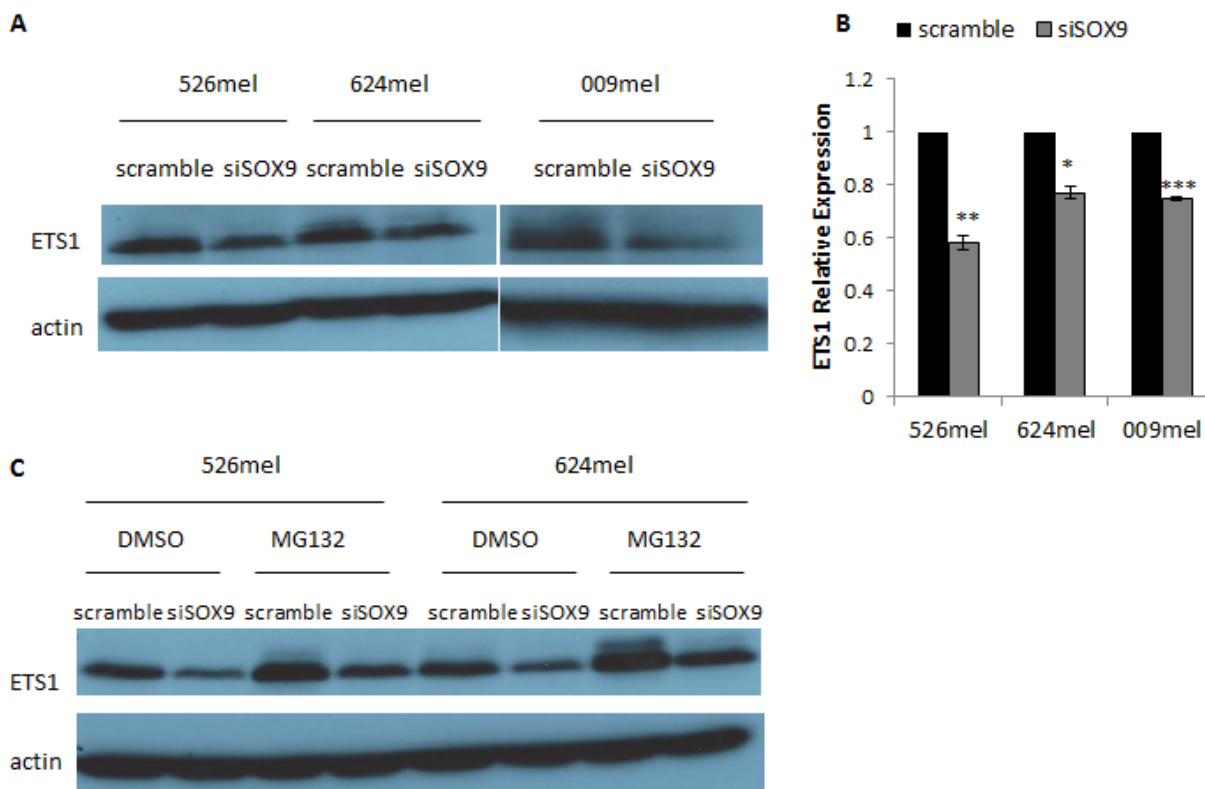 A
526mel 624mel 009mel
scramble siSOX9 scramble siSOX9 scramble siSOX9
ETS1
actin
B
scramble siSOX9
ETS1 Relative Expression
1.2
1
0.8
0.6
0.4
0.2
0
** * ***
526mel 624mel 009mel
C
526mel 624mel
DMSO MG132 DMSO MG132
scramble siSOX9 scramble siSOX9 scramble siSOX9 scramble siSOX9
ETS1
actin